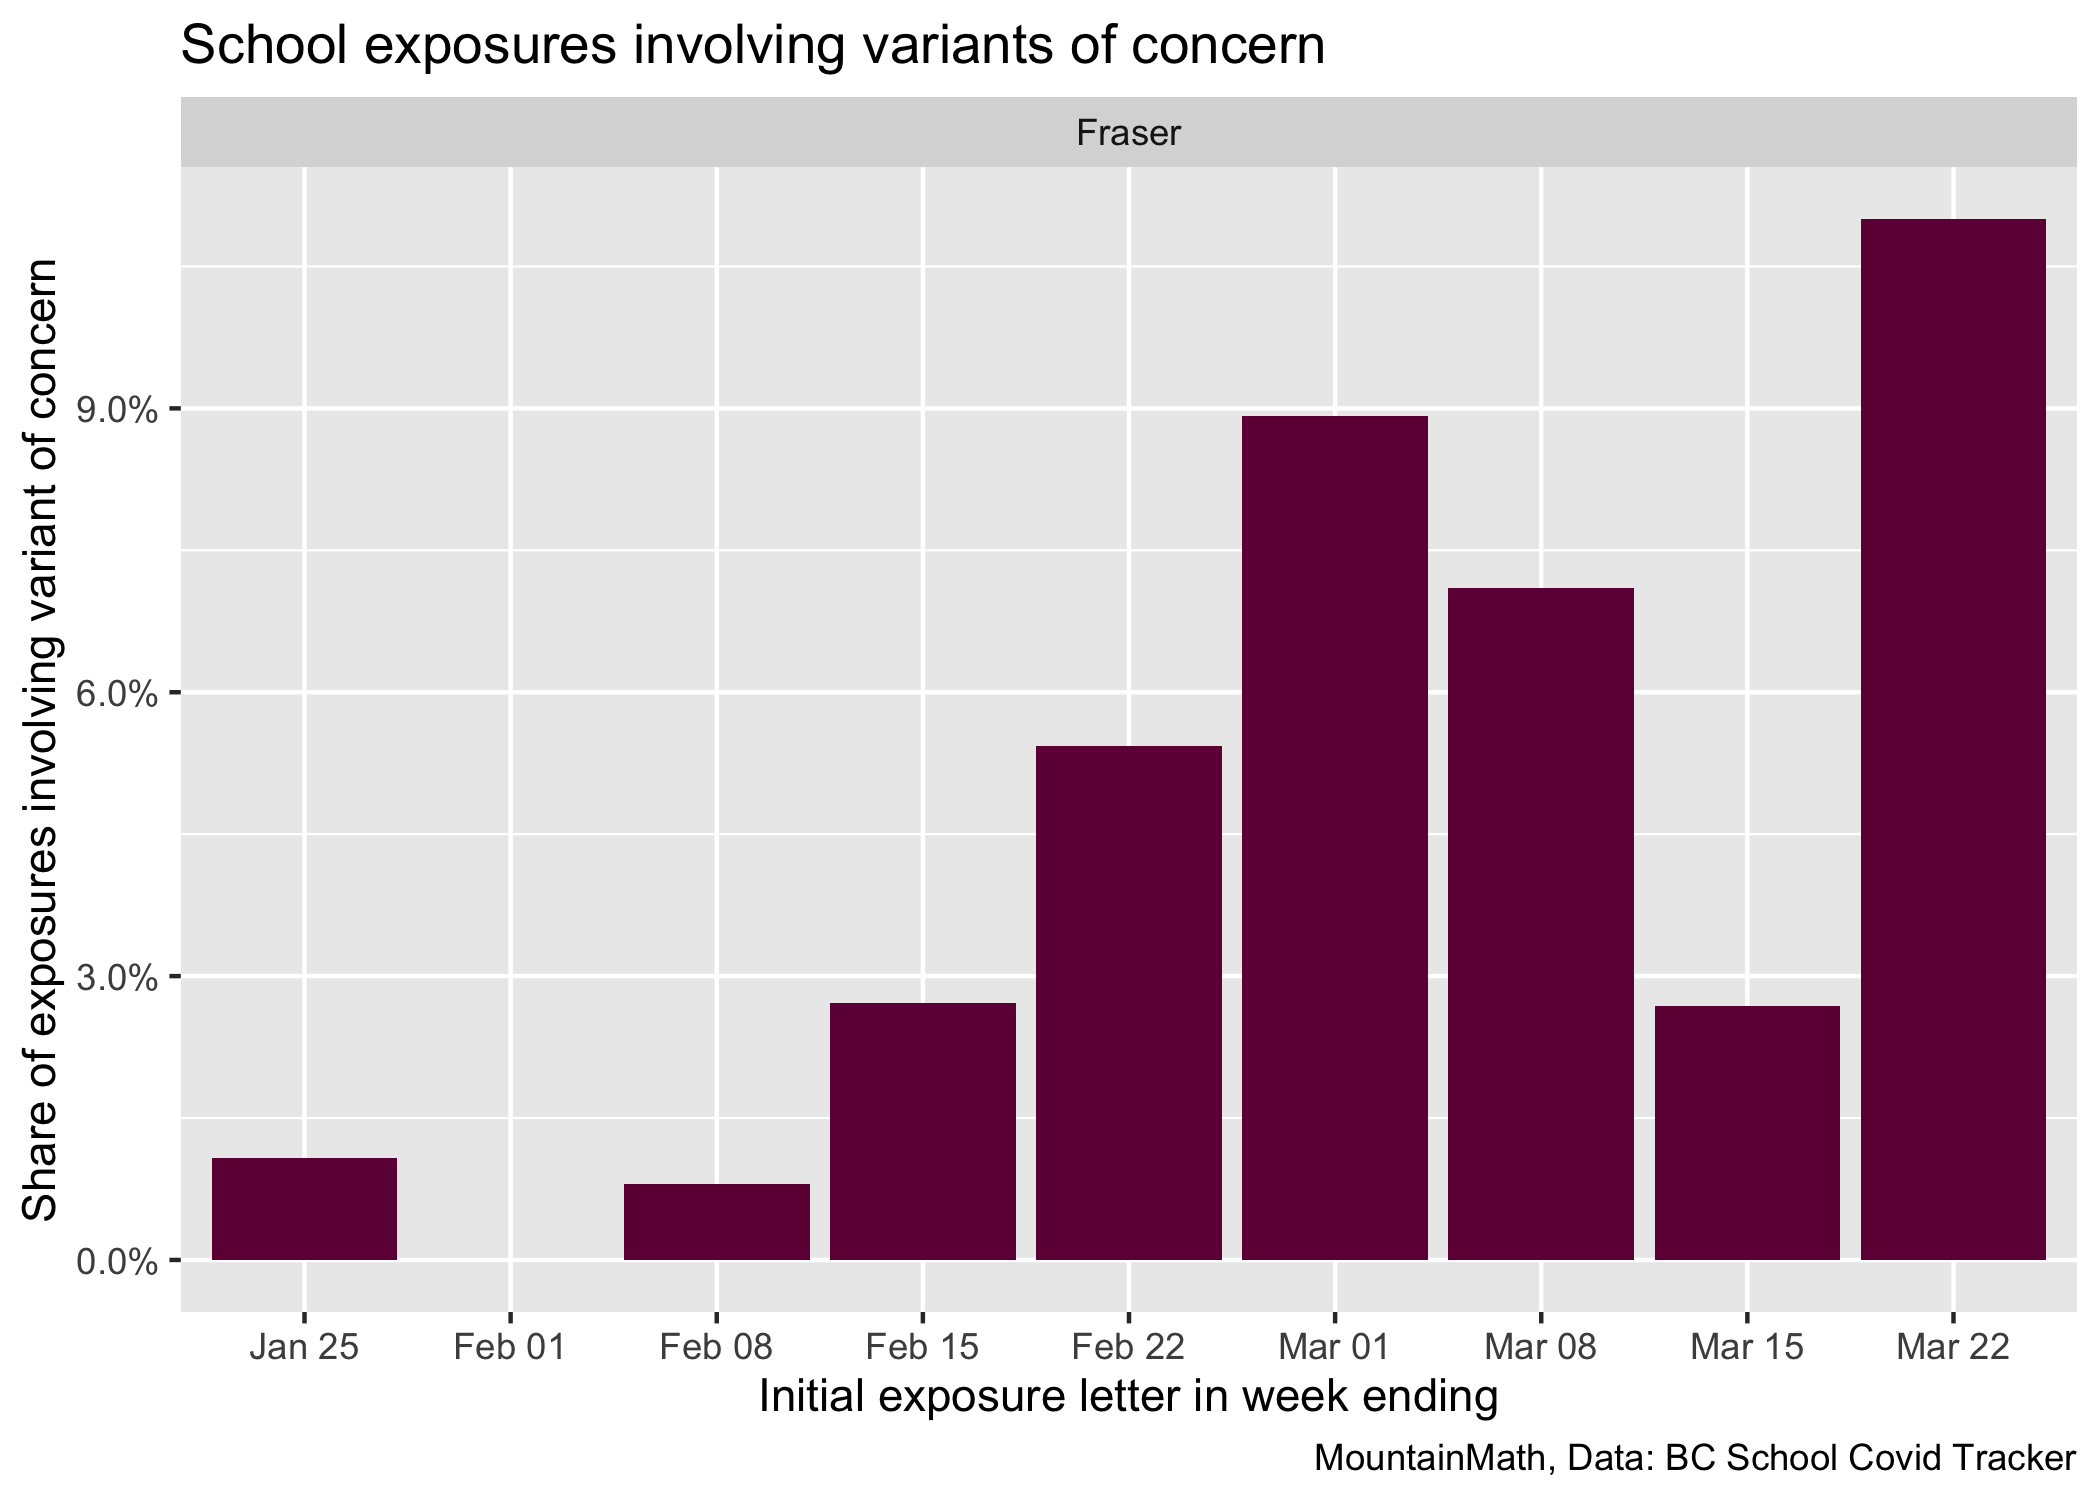 School exposures involving variants of concern
Fraser
Share of exposures involving variant of concern
9.0%
6.0%
3.0%
0.0%
Jan 25 Feb 01 Feb 08 Feb 15 Feb 22 Mar 01 Mar 08 Mar 15 Mar 22
Initial exposure letter in week ending
MountainMath, Data: BC School Covid Tracker